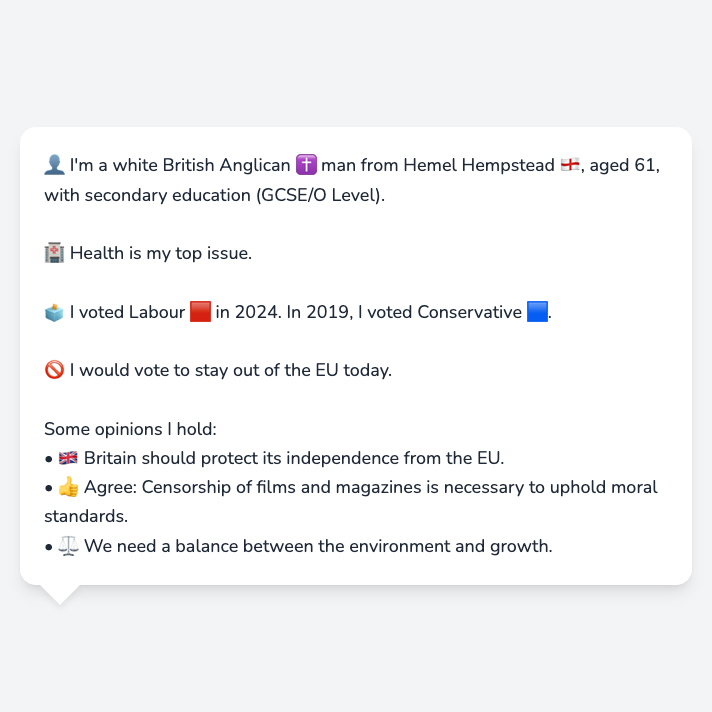 👤 I'm a white British Anglican ✝️ man from Hemel Hempstead 🏴󠁧󠁢󠁥󠁮󠁧󠁿, aged 61,
with secondary education (GCSE/O Level).
🏥 Health is my top issue.
🗳️ I voted Labour 🟥 in 2024. In 2019, I voted Conservative 🟦.
🚫 I would vote to stay out of the EU today.
Some opinions I hold:
• 🇬🇧 Britain should protect its independence from the EU.
• 👍 Agree: Censorship of films and magazines is necessary to uphold moral
standards.
• ⚖️ We need a balance between the environment and growth.